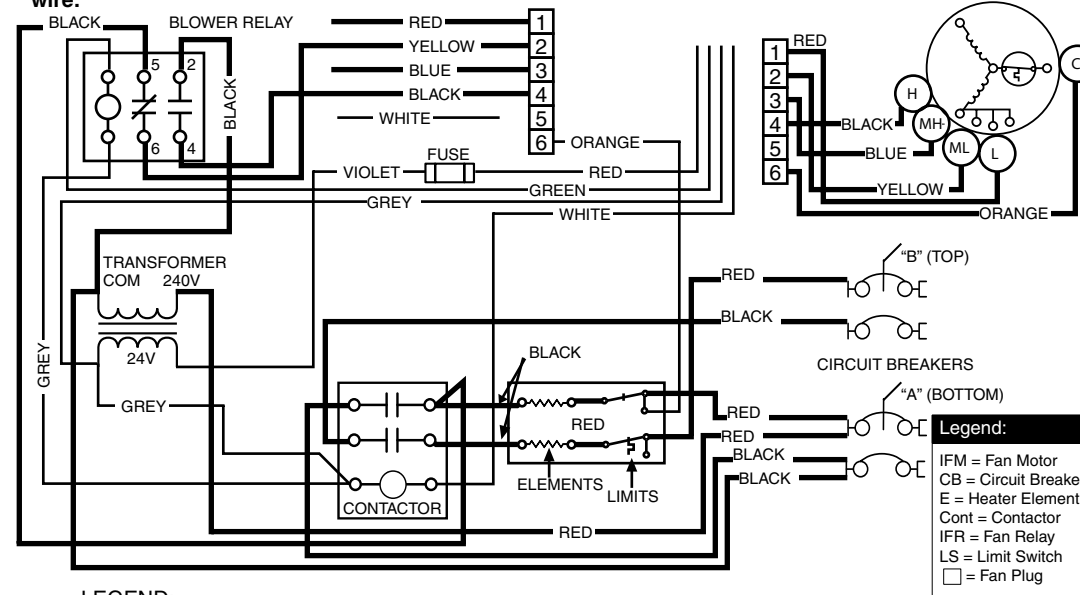 wire.
BLACK
BLOWER RELAY
RED
1
YELLOW
2
BLUE
3
BLACK
4
WHITE
5
6
ORANGE
5
2
6
4
BLACK
FUSE
VIOLET
RED
GREEN
GREY
WHITE
1
RED
2
3
4
BLACK
5
BLUE
6
YELLOW
ORANGE
H
MH
ML
L
C
TRANSFORMER
COM 240V
24V
GREY
GREY
RED
"B" (TOP)
BLACK
BLACK
CIRCUIT BREAKERS
"A" (BOTTOM)
RED
RED
RED
BLACK
BLACK
ELEMENTS
LIMITS
CONTACTOR
RED
Legend:
IFM = Fan Motor
CB = Circuit Breake
E = Heater Element
Cont = Contactor
IFR = Fan Relay
LS = Limit Switch
= Fan Plug
LEGEND